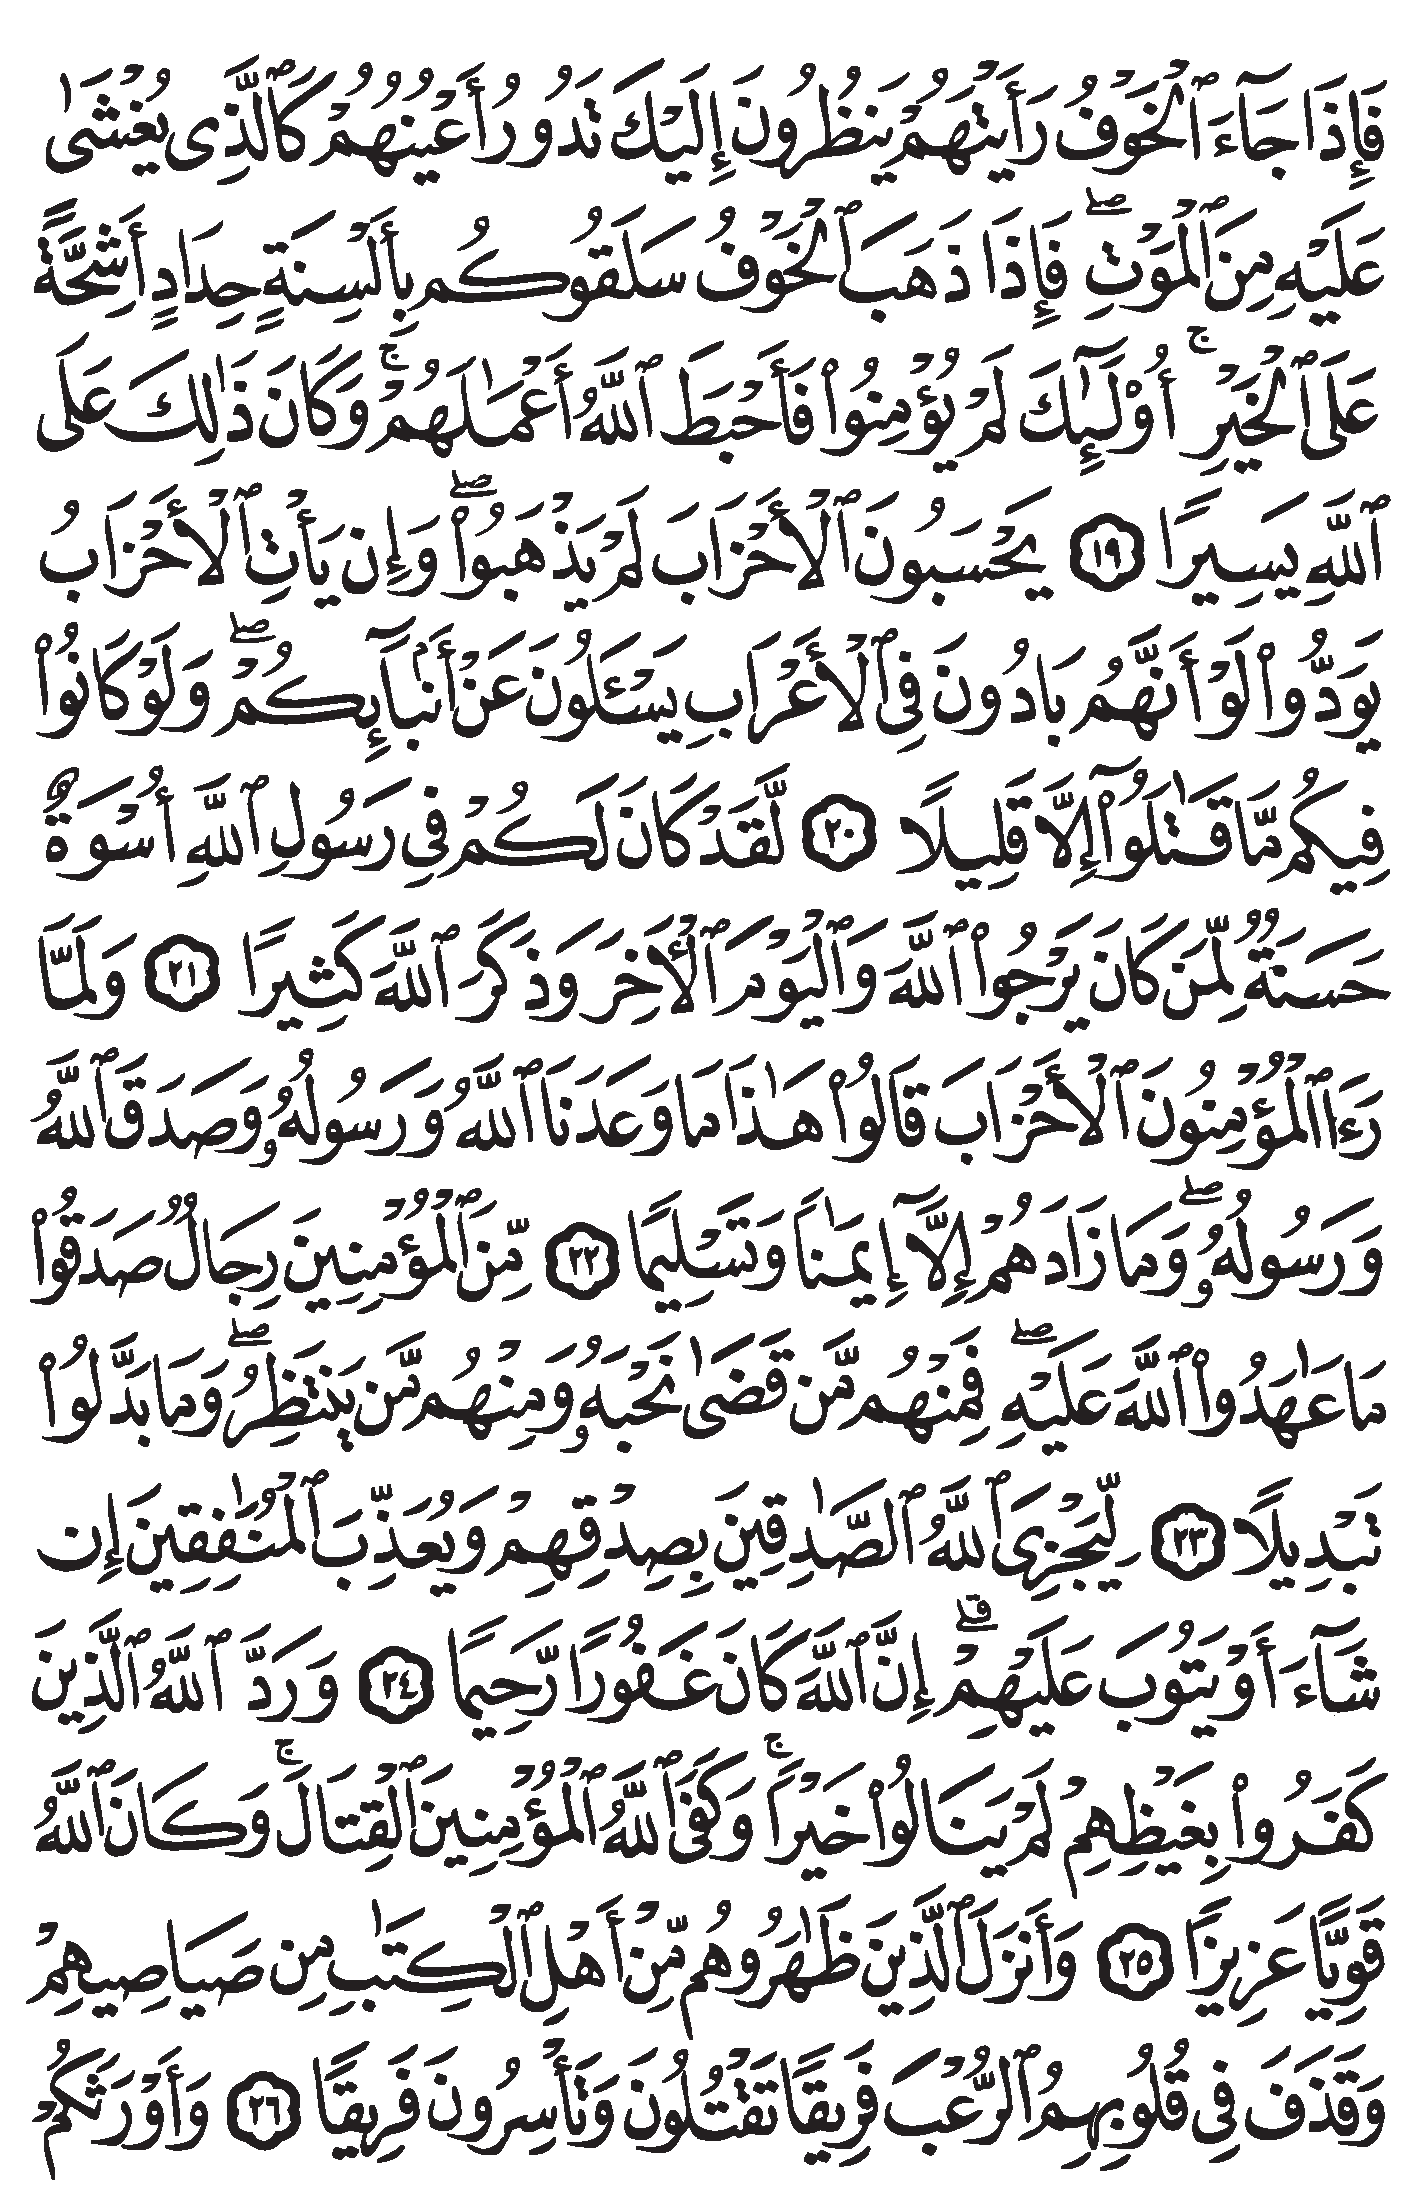 فَإِذَا جَآءَ ٱلْخَوْفُ رَأَيْتَهُمْ يَنظُرُونَ إِلَيْكَ تَدُورُ أَعْيُنُهُمْ كَٱلَّذِى يُغْشَىٰ
عَلَيْهِ مِنَ ٱلْمَوْتِ ۖ فَإِذَا ذَهَبَ ٱلْخَوْفُ سَلَقُوكُم بِأَلْسِنَةٍ حِدَادٍ أَشِحَّةً
عَلَى ٱلْخَيْرِ ۚ أُو۟لَـٰٓئِكَ لَمْ يُؤْمِنُوا۟ فَأَحْبَطَ ٱللَّهُ أَعْمَـٰلَهُمْ ۚ وَكَانَ ذَٰلِكَ عَلَى
ٱللَّهِ يَسِيرًا ١٩ يَحْسَبُونَ ٱلْأَحْزَابَ لَمْ يَذْهَبُوا۟ ۖ وَإِن يَأْتِ ٱلْأَحْزَابُ
يَوَدُّوا۟ لَوْ أَنَّهُم بَادُونَ فِى ٱلْأَعْرَابِ يَسْـَٔلُونَ عَنْ أَنۢبَآئِكُمْ ۖ وَلَوْ كَانُوا۟
فِيكُم مَّا قَـٰتَلُوٓا۟ إِلَّا قَلِيلًا ٢٠ لَّقَدْ كَانَ لَكُمْ فِى رَسُولِ ٱللَّهِ أُسْوَةٌ
حَسَنَةٌ لِّمَن كَانَ يَرْجُوا۟ ٱللَّهَ وَٱلْيَوْمَ ٱلْـَٔاخِرَ وَذَكَرَ ٱللَّهَ كَثِيرًا ٢١ وَلَمَّا
رَءَا ٱلْمُؤْمِنُونَ ٱلْأَحْزَابَ قَالُوا۟ هَـٰذَا مَا وَعَدَنَا ٱللَّهُ وَرَسُولُهُۥ وَصَدَقَ ٱللَّهُ
وَرَسُولُهُۥ ۖ وَمَا زَادَهُمْ إِلَّآ إِيمَـٰنًا وَتَسْلِيمًا ٢٢ مِّنَ ٱلْمُؤْمِنِينَ رِجَالٌ صَدَقُوا۟
مَا عَـٰهَدُوا۟ ٱللَّهَ عَلَيْهِ ۖ فَمِنْهُم مَّن قَضَىٰ نَحْبَهُۥ وَمِنْهُم مَّن يَنتَظِرُ ۖ وَمَا بَدَّلُوا۟
تَبْدِيلًا ٢٣ لِّيَجْزِىَ ٱللَّهُ ٱلصَّـٰدِقِينَ بِصِدْقِهِمْ وَيُعَذِّبَ ٱلْمُنَـٰفِقِينَ إِن
شَآءَ أَوْ يَتُوبَ عَلَيْهِمْ ۚ إِنَّ ٱللَّهَ كَانَ غَفُورًا رَّحِيمًا ٢٤ وَرَدَّ ٱللَّهُ ٱلَّذِينَ
كَفَرُوا۟ بِغَيْظِهِمْ لَمْ يَنَالُوا۟ خَيْرًا ۚ وَكَفَى ٱللَّهُ ٱلْمُؤْمِنِينَ ٱلْقِتَالَ ۚ وَكَانَ ٱللَّهُ
قَوِيًّا عَزِيزًا ٢٥ وَأَنزَلَ ٱلَّذِينَ ظَـٰهَرُوهُم مِّنْ أَهْلِ ٱلْكِتَـٰبِ مِن صَيَاصِيهِمْ
وَقَذَفَ فِى قُلُوبِهِمُ ٱلرُّعْبَ فَرِيقًا تَقْتُلُونَ وَتَأْسِرُونَ فَرِيقًا ٢٦ وَأَوْرَثَكُمْ